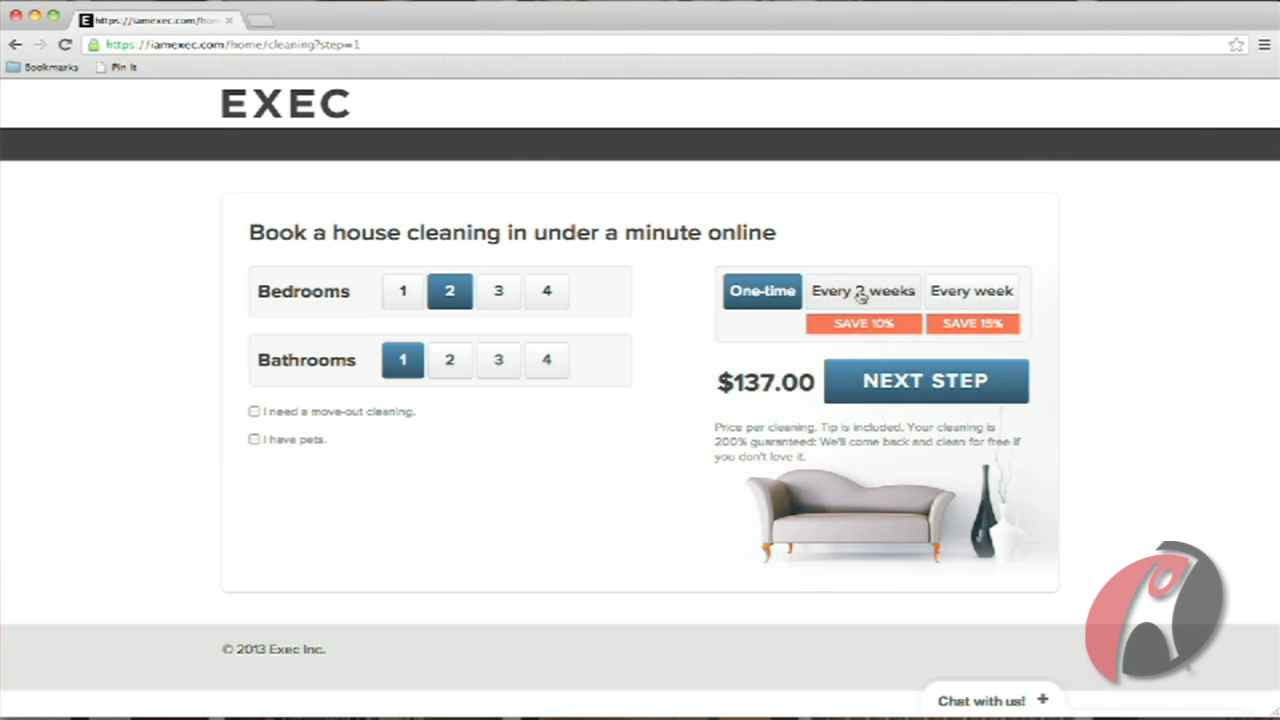 https://iamexec.com/hom
https://iamexec.com/home/cleaning?step=1
Bookmarks Pin It
EXEC
Book a house cleaning in under a minute online
Bedrooms 1 2 3 4
Bathrooms 1 2 3 4
I need a move-out cleaning.
I have pets.
One-time Every 2 weeks Every week
SAVE 10% SAVE 15%
$137.00 NEXT STEP
Price per cleaning. Tip is included. Your cleaning is
200% guaranteed: We'll come back and clean for free if
you don't love it.
© 2013 Exec Inc.
Chat with us! +